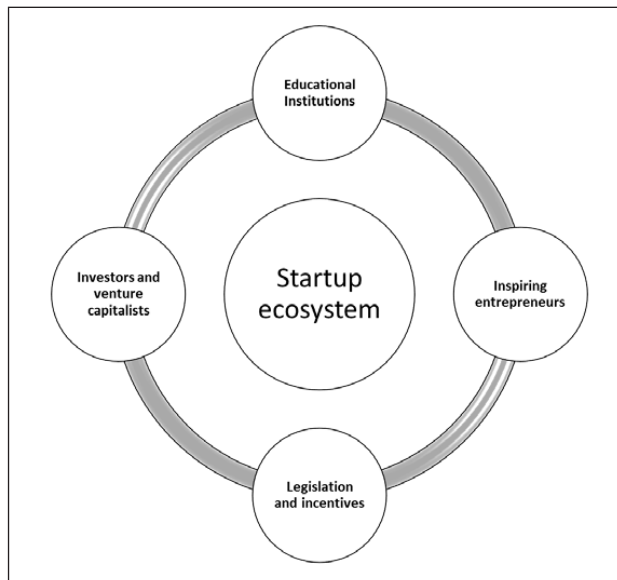 Educational
Institutions
Investors and
venture
capitalists
Startup
ecosystem
Inspiring
entrepreneurs
Legislation
and incentives